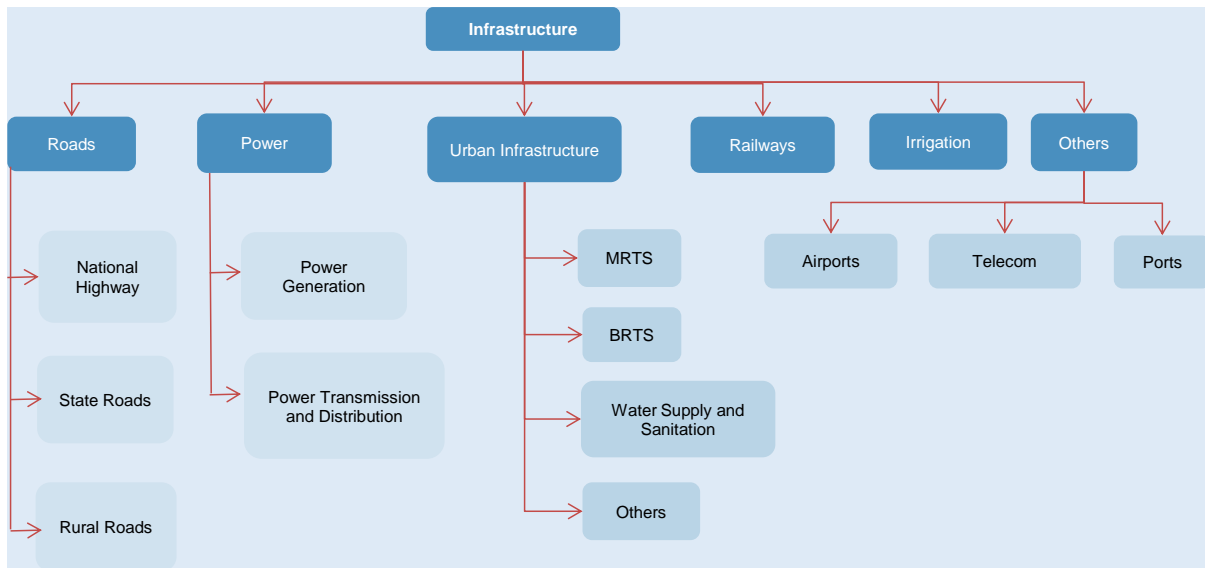 Infrastructure
Roads
Power
Urban Infrastructure
Railways
Irrigation
Others
National
Highway
State Roads
Rural Roads
Power
Generation
Power Transmission
and Distribution
MRTS
BRTS
Water Supply and
Sanitation
Others
Airports
Telecom
Ports